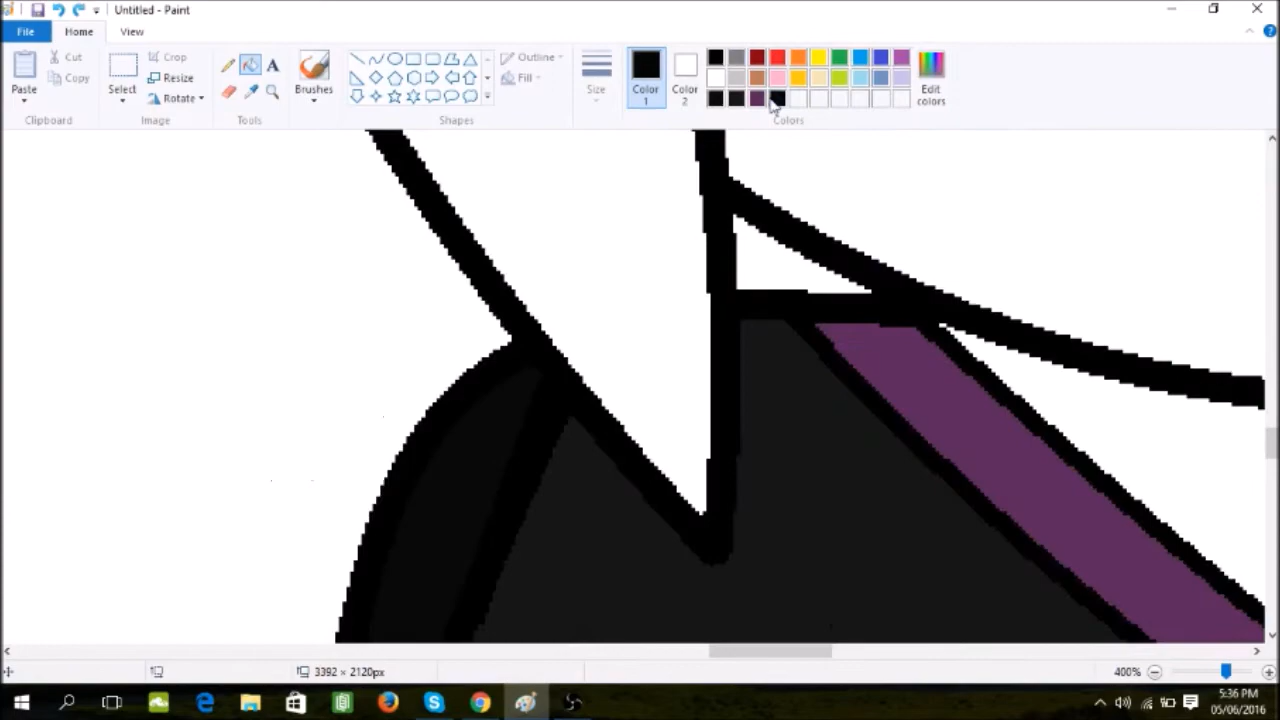 Untitled - Paint
File
Home
View
Paste
Cut
Copy
Clipboard
Select
Crop
Resize
Rotate
Image
A
Tools
Brushes
Outline
Fill
Shapes
Size
Color 1
Color 2
Edit colors
Colors
3392 × 2120px
400%
5:36 PM
05/06/2016